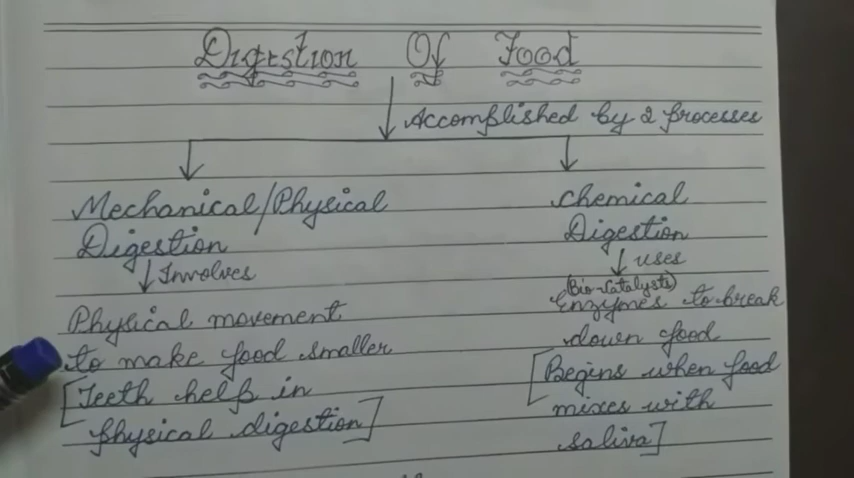 Digestion Of Food
Accomplished by 2 processes
Mechanical/Physical
Digestion
Involves
Physical movement
to make food smaller
[Teeth help in
physical digestion]
Chemical
Digestion
uses
(Bio-Catalysts)
Enzymes to break
down food
[Begins when food
mixes with
saliva]